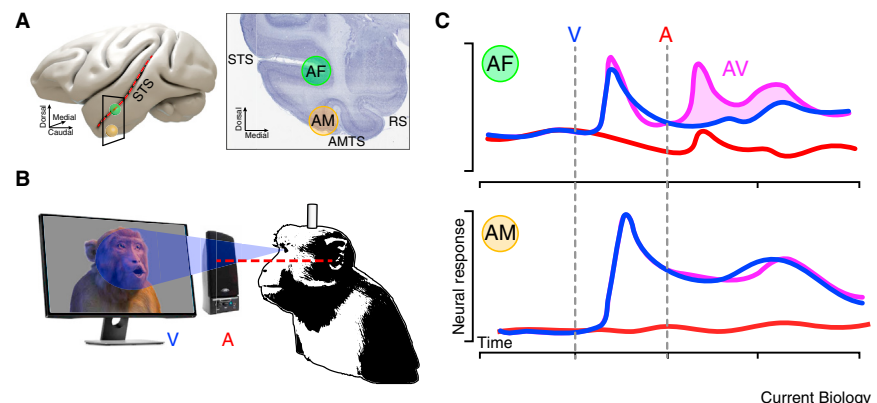 A
STS
Dorsal
Medial
Caudal
STS
AF
AM
RS
AMTS
Dorsal
Medial
B
V
A
C
V
A
AF
AV
AM
Neural response
Time
Current Biology